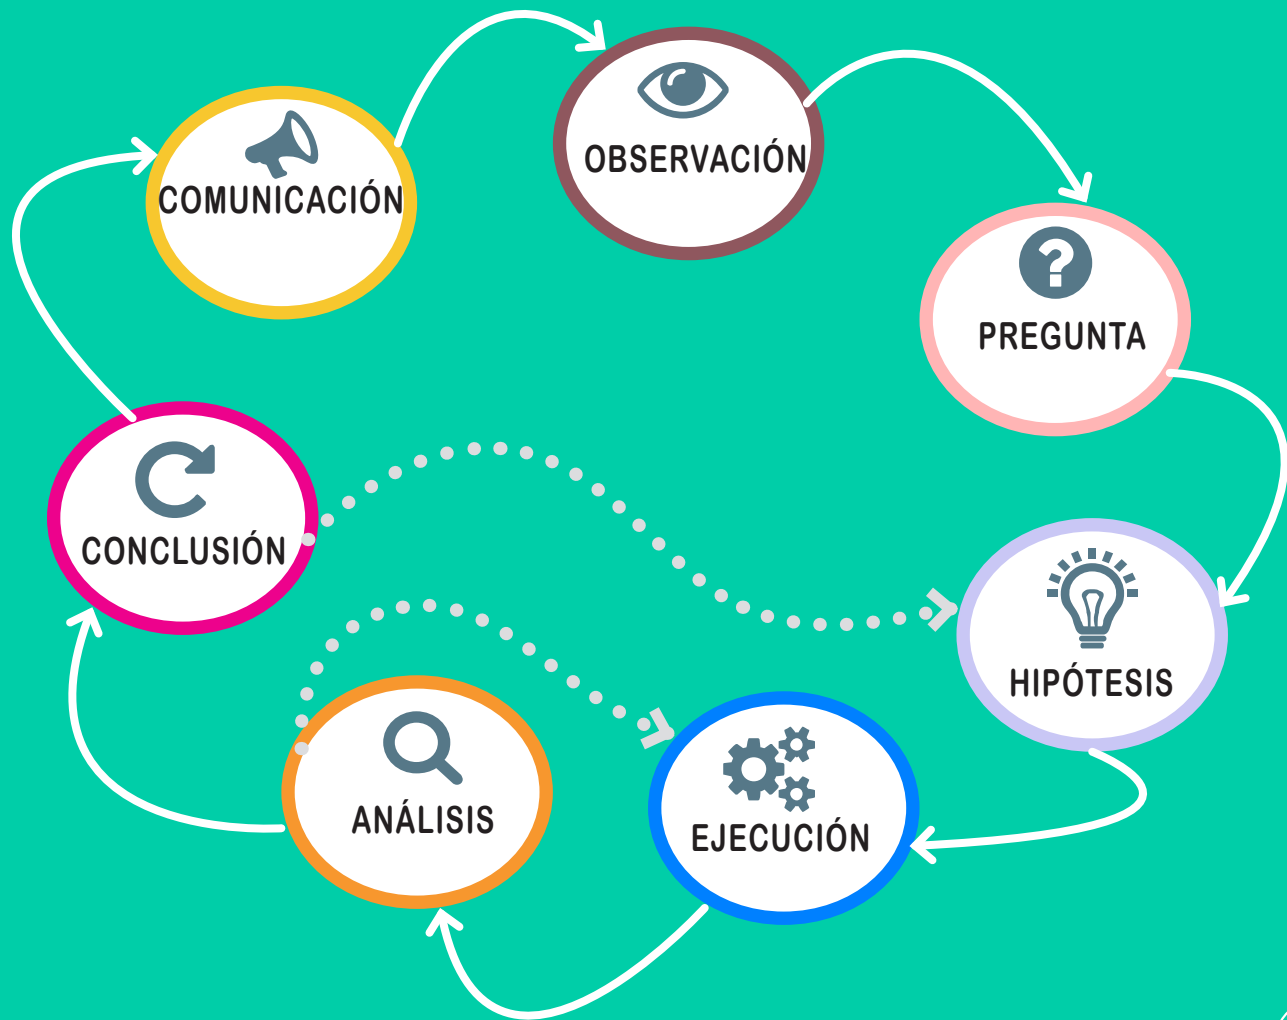 OBSERVACIÓN
PREGUNTA
HIPÓTESIS
EJECUCIÓN
ANÁLISIS
CONCLUSIÓN
COMUNICACIÓN